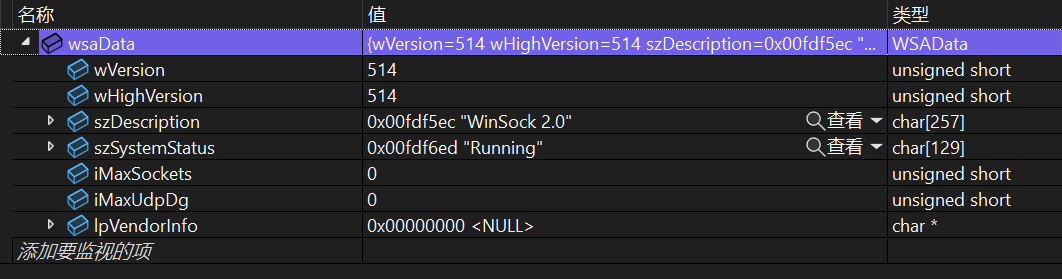 名称 值 类型
wsaData {wVersion=514 wHighVersion=514 szDescription=0x00fdf5ec "... WSAData
wVersion 514 unsigned short
wHighVersion 514 unsigned short
szDescription 0x00fdf5ec "WinSock 2.0" 查看 char[257]
szSystemStatus 0x00fdf6ed "Running" 查看 char[129]
iMaxSockets 0 unsigned short
iMaxUdpDg 0 unsigned short
lpVendorInfo 0x00000000 <NULL> char *
添加要监视的项